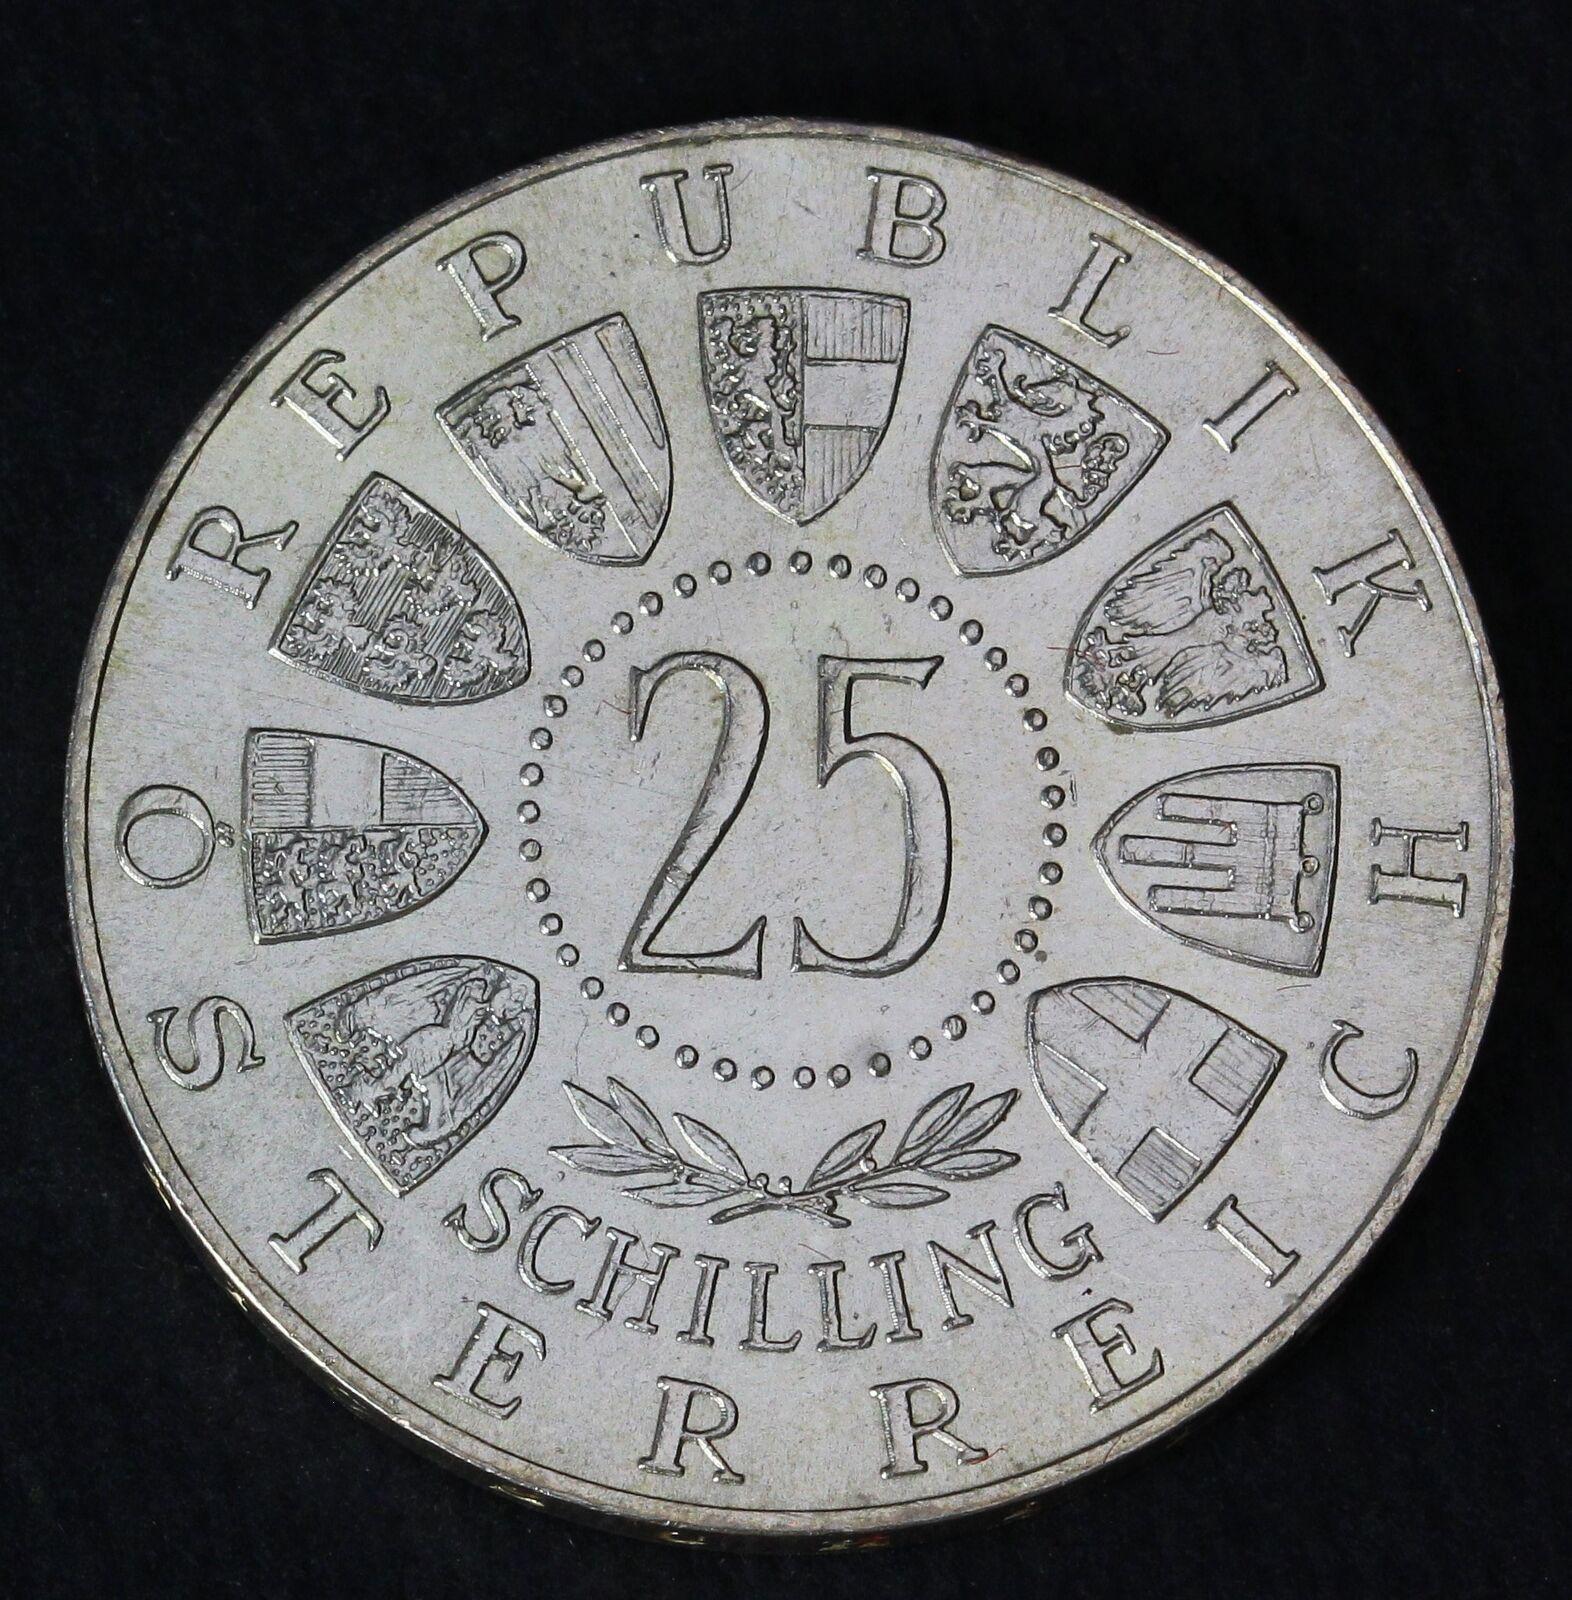 REPUBLIK ÖSTERREICH
25
SCHILLING